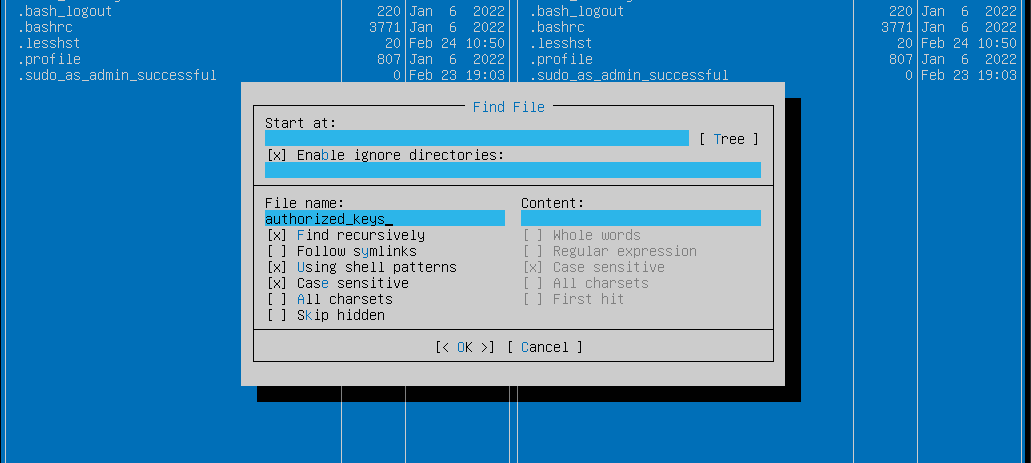 .bash_logout 220 Jan 6 2022 .bash_logout 220 Jan 6 2022
.bashrc 3771 Jan 6 2022 .bashrc 3771 Jan 6 2022
.lesshst 20 Feb 24 10:50 .lesshst 20 Feb 24 10:50
.profile 807 Jan 6 2022 .profile 807 Jan 6 2022
.sudo_as_admin_successful 0 Feb 23 19:03 .sudo_as_admin_successful 0 Feb 23 19:03
Find File
Start at:
[ Tree ]
[x] Enable ignore directories:
File name: Content:
authorized_keys_
[x] Find recursively [ ] Whole words
[ ] Follow symlinks [ ] Regular expression
[x] Using shell patterns [x] Case sensitive
[x] Case sensitive [ ] All charsets
[ ] All charsets [ ] First hit
[ ] Skip hidden
[< OK >] [ Cancel ]